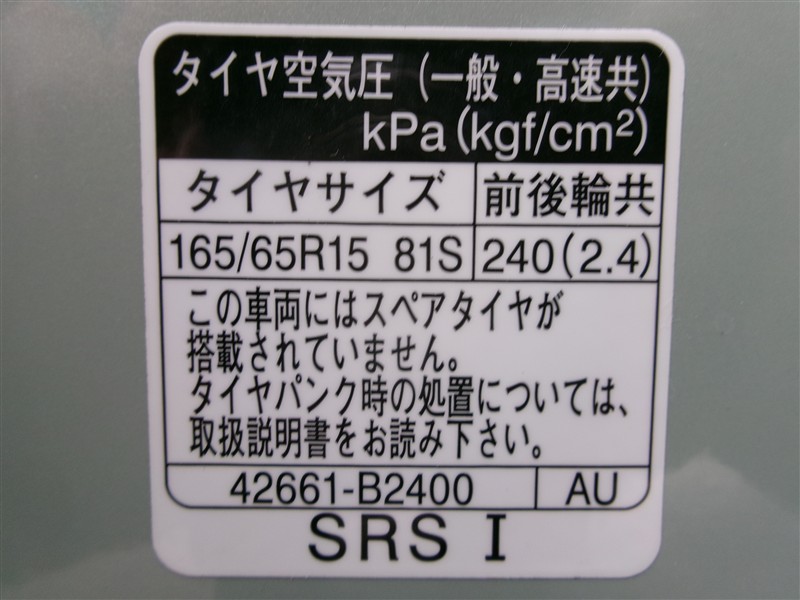 タイヤ空気圧(一般・高速共)
kPa(kgf/cm²)
タイヤサイズ 前後輪共
165/65R15 81S 240(2.4)
この車両にはスペアタイヤが
搭載されていません。
タイヤパンク時の処置については、
取扱説明書をお読み下さい。
42661-B2400 AU
SRS I